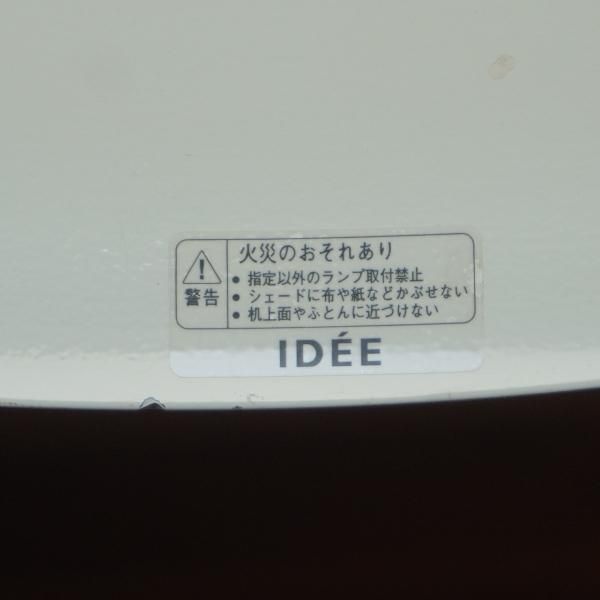 火災のおそれあり
警告
● 指定以外のランプ取付禁止
● シェードに布や紙などかぶせない
● 机上面やふとんに近づけない
IDÉE